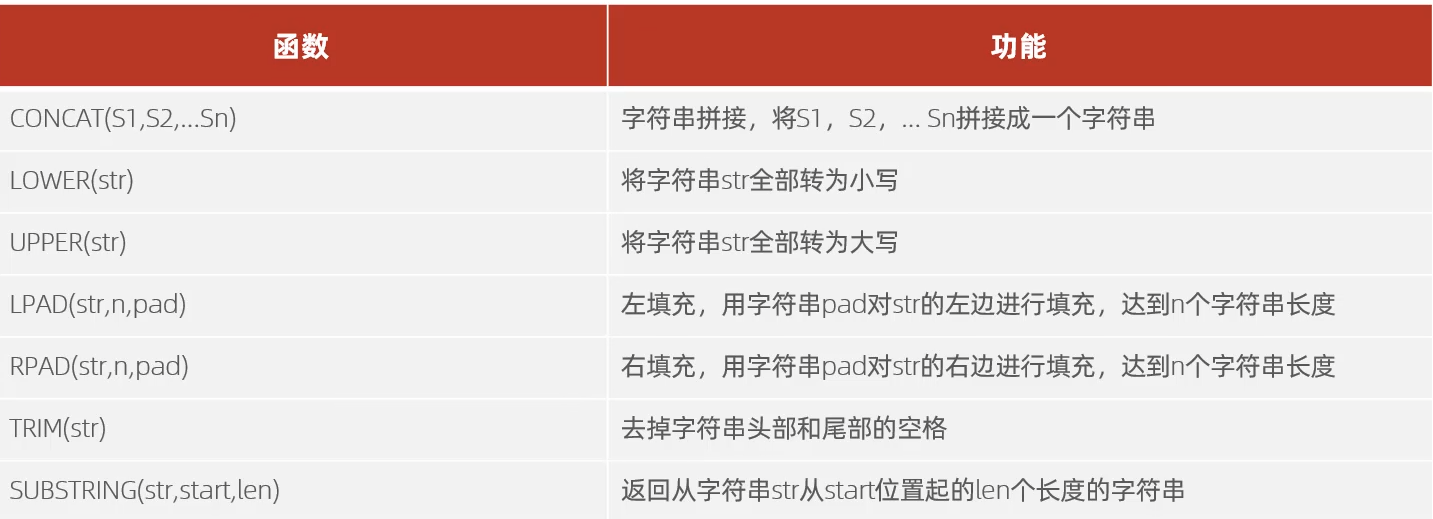 函数 功能
CONCAT(S1,S2,...Sn) 字符串拼接，将S1，S2，... Sn拼接成一个字符串
LOWER(str) 将字符串str全部转为小写
UPPER(str) 将字符串str全部转为大写
LPAD(str,n,pad) 左填充，用字符串pad对str的左边进行填充，达到n个字符串长度
RPAD(str,n,pad) 右填充，用字符串pad对str的右边进行填充，达到n个字符串长度
TRIM(str) 去掉字符串头部和尾部的空格
SUBSTRING(str,start,len) 返回从字符串str从start位置起的len个长度的字符串